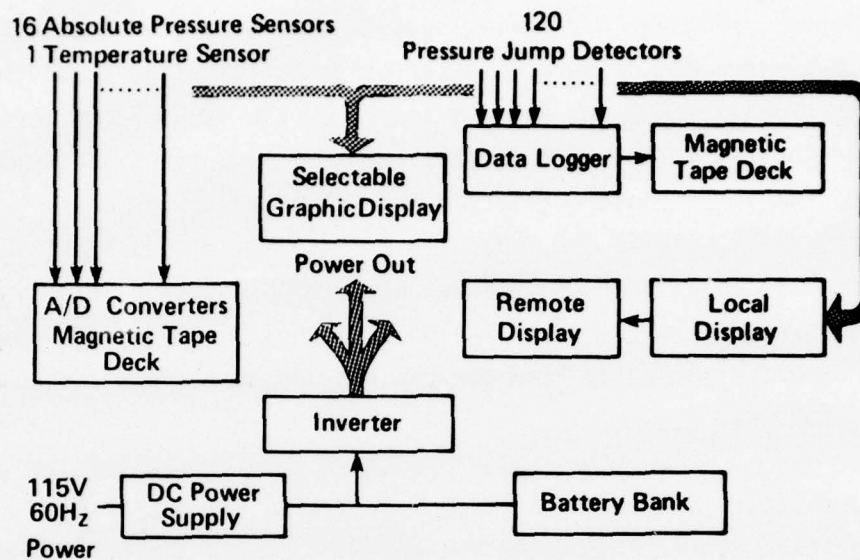 16 Absolute Pressure Sensors
1 Temperature Sensor
120
Pressure Jump Detectors
Selectable
Graphic Display
Data Logger
Magnetic
Tape Deck
Power Out
A/D Converters
Magnetic Tape
Deck
Remote
Display
Local
Display
Inverter
115V
60Hz
Power
DC Power
Supply
Battery Bank